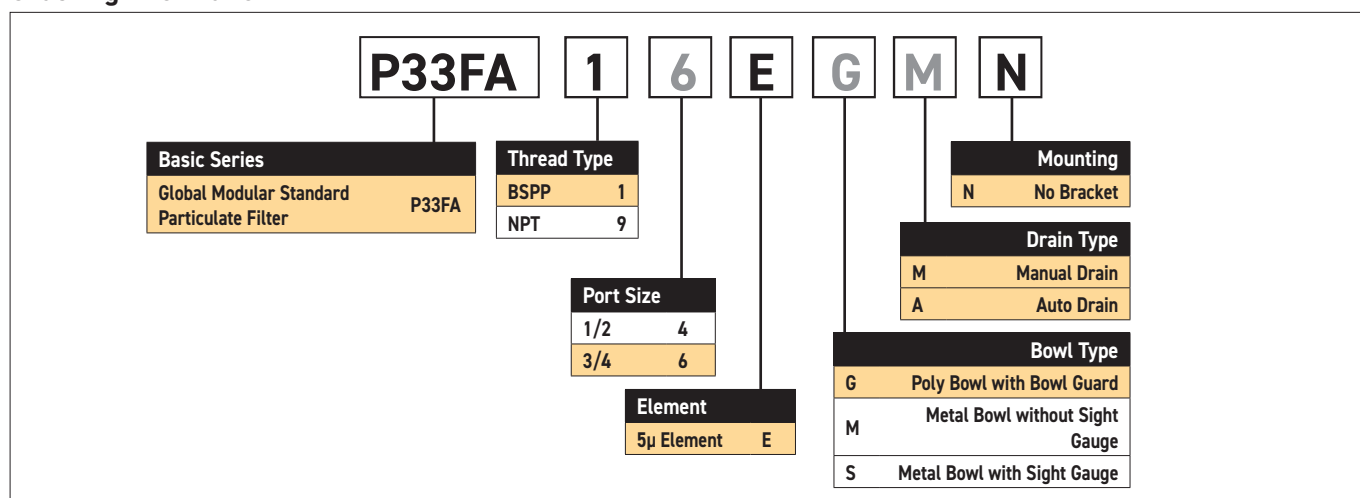 P33FA 1 6 E G M N
Basic Series
Global Modular Standard
Particulate Filter P33FA
Thread Type
BSPP 1
NPT 9
Port Size
1/2 4
3/4 6
Element
5µ Element E
Mounting
N No Bracket
Drain Type
M Manual Drain
A Auto Drain
Bowl Type
G Poly Bowl with Bowl Guard
M Metal Bowl without Sight
Gauge
S Metal Bowl with Sight Gauge